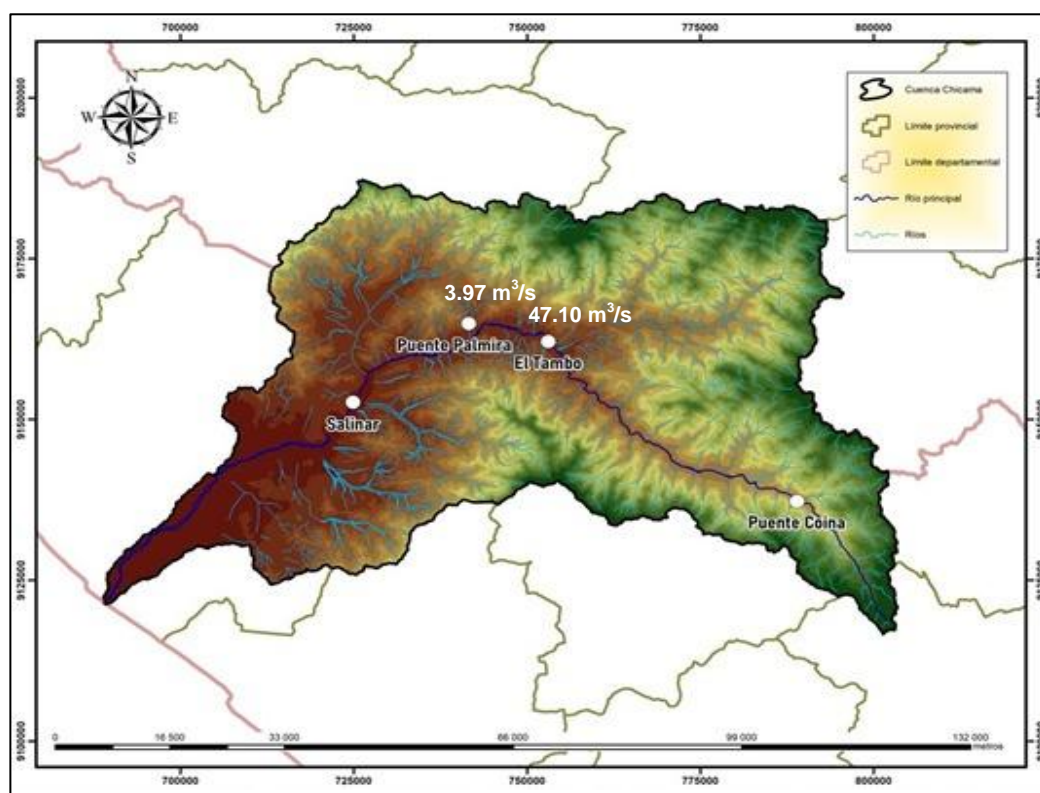 700000 725000 750000 775000 800000
N
W E
S
Cuenca Chicama
Límite provincial
Límite departamental
Río principal
Ríos
9200000
9175000
9175000
3.97 m³/s
47.10 m³/s
Puente Palmira
El Tambo
9150000
9150000
Salinar
Puente Coina
9125000
9100000
0 16 500 33 000 66 000 99 000 132 000
metros
700000 725000 750000 775000 800000